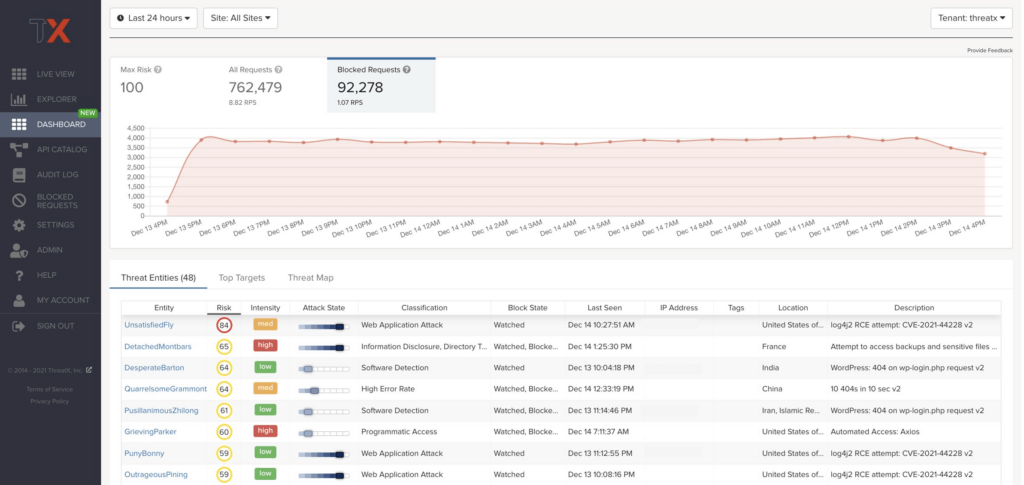 TX
Last 24 hours
Site: All Sites
Tenant: threatx
Provide Feedback
LIVE VIEW
EXPLORER
NEW
DASHBOARD
API CATALOG
AUDIT LOG
BLOCKED
REQUESTS
SETTINGS
ADMIN
HELP
MY ACCOUNT
SIGN OUT
© 2014 - 2021 ThreatX, Inc.
Terms of Service
Privacy Policy
Max Risk
100
All Requests
762,479
8.82 RPS
Blocked Requests
92,278
1.07 RPS
4,500
4,000
3,500
3,000
2,500
2,000
1,500
1,000
500
0
Dec 13 4PM Dec 13 5PM Dec 13 6PM Dec 13 7PM Dec 13 8PM Dec 13 9PM Dec 13 10PM Dec 13 11PM Dec 14 12AM Dec 14 1AM Dec 14 2AM Dec 14 3AM Dec 14 4AM Dec 14 5AM Dec 14 6AM Dec 14 7AM Dec 14 8AM Dec 14 9AM Dec 14 10AM Dec 14 11AM Dec 14 12PM Dec 14 1PM Dec 14 2PM Dec 14 3PM Dec 14 4PM
Threat Entities (48) Top Targets Threat Map
Entity Risk Intensity Attack State Classification Block State Last Seen IP Address Tags Location Description
UnsatisfiedFly 84 med Web Application Attack Watched Dec 14 10:27:51 AM United States of... log4j2 RCE attempt: CVE-2021-44228 v2
DetachedMontbars 65 high Information Disclosure, Directory T... Watched, Blocke... Dec 14 1:25:30 PM France Attempt to access backups and sensitive files ...
DesperateBarton 64 low Software Detection Watched Dec 13 10:04:18 PM India WordPress: 404 on wp-login.php request v2
QuarrelsomeGrammont 64 med High Error Rate Watched, Blocke... Dec 14 12:33:19 PM China 10 404s in 10 sec v2
PusillanimousZhilong 61 low Software Detection Watched, Blocke... Dec 13 11:14:46 PM Iran, Islamic Re... WordPress: 404 on wp-login.php request v2
GrievingParker 60 high Programmatic Access Watched, Blocke... Dec 14 7:11:37 AM United States of... Automated Access: Axios
PunyBonny 59 low Web Application Attack Watched Dec 13 11:12:55 PM United States of... log4j2 RCE attempt: CVE-2021-44228 v2
OutrageousPining 59 low Web Application Attack Watched Dec 13 10:08:16 PM United States of... log4j2 RCE attempt: CVE-2021-44228 v2